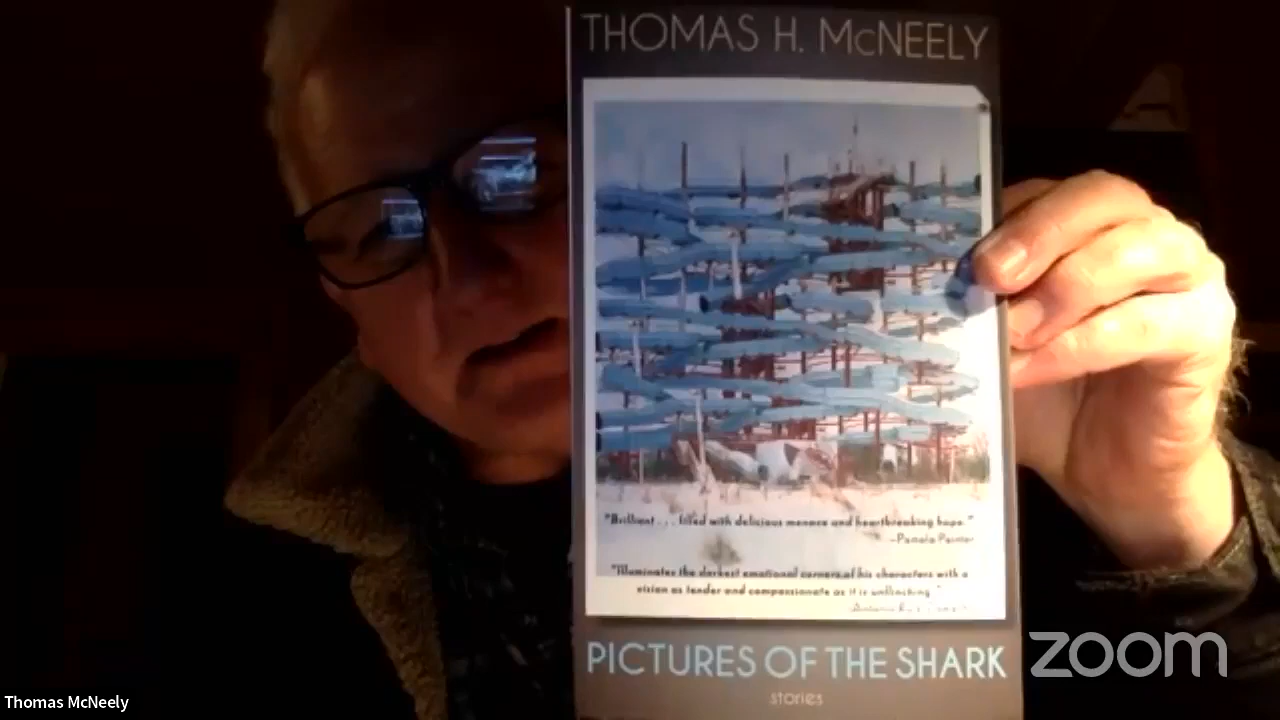 THOMAS H. McNEELY
"Brilliant . . . filled with delicious menace and heartbreaking hope."
–Pamela Painter
"Illuminates the darkest emotional corners of his characters with a
vision as tender and compassionate as it is unflinching."
PICTURES OF THE SHARK
stories
zoom
Thomas McNeely